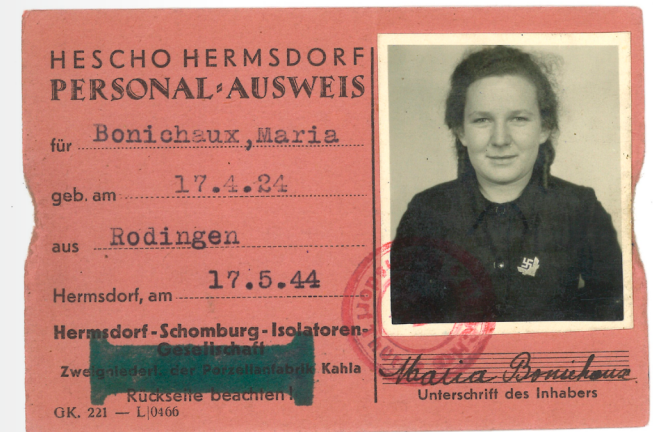 HESCHO HERMSDORF
PERSONAL-AUSWEIS
für Bonichaux, Maria
geb. am 17.4.24
aus Rodingen
Hermsdorf, am 17.5.44
Hermsdorf-Schomburg-Isolatoren-
Gesellschaft
Zweigniederl. der Porzellanfabrik Kahla
Rückseite beachten!
GK. 221 — L|0466
Maria Bonichaux
Unterschrift des Inhabers